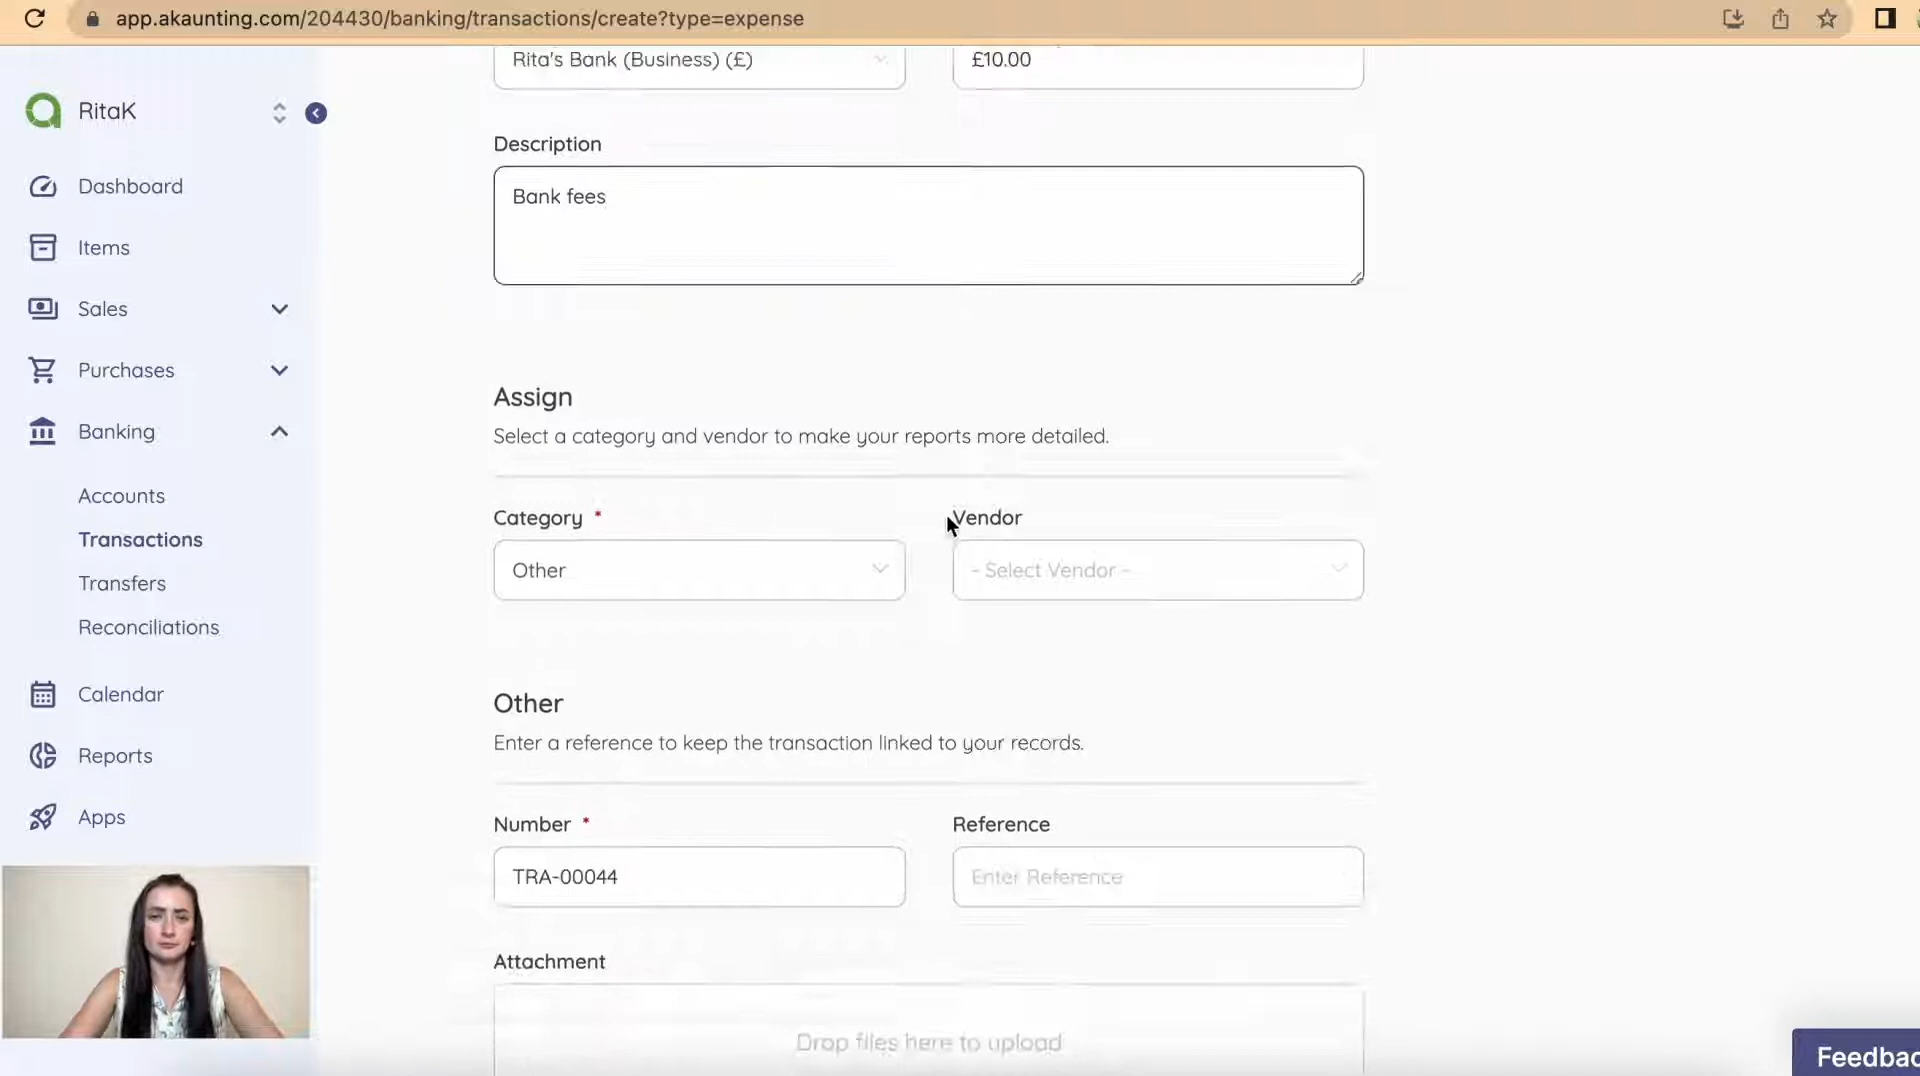 app.akaunting.com/204430/banking/transactions/create?type=expense
RitaK
Dashboard
Items
Sales
Purchases
Banking
Accounts
Transactions
Transfers
Reconciliations
Calendar
Reports
Apps
Rita's Bank (Business) (£)
£10.00
Description
Bank fees
Assign
Select a category and vendor to make your reports more detailed.
Category *
Vendor
Other
- Select Vendor -
Other
Enter a reference to keep the transaction linked to your records.
Number *
Reference
TRA-00044
Enter Reference
Attachment
Drop files here to upload
Feedbac